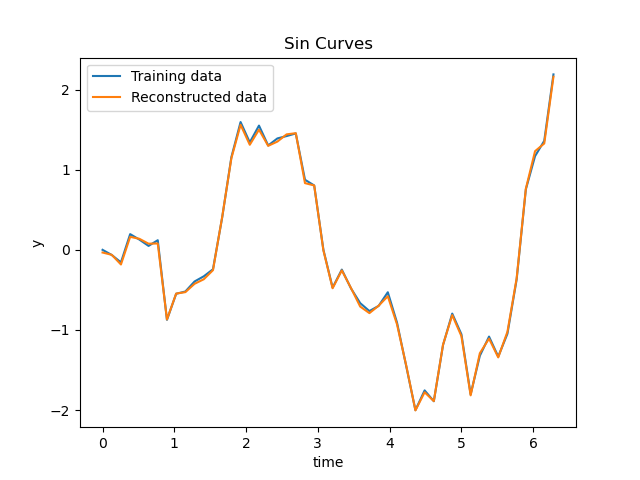 Sin Curves
Training data
Reconstructed data
y
2
1
0
−1
−2
0 1 2 3 4 5 6
time